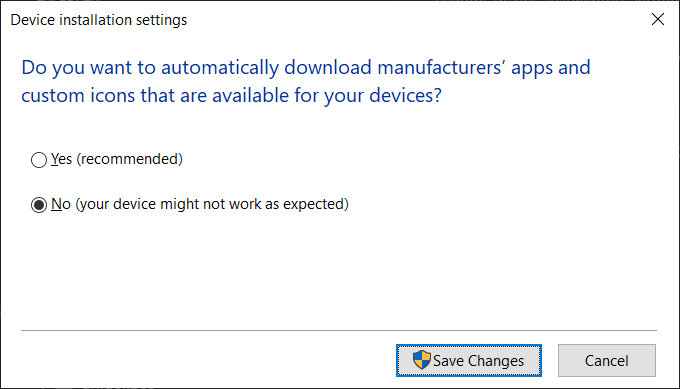 Device installation settings
Do you want to automatically download manufacturers’ apps and
custom icons that are available for your devices?
Yes (recommended)
No (your device might not work as expected)
Save Changes
Cancel